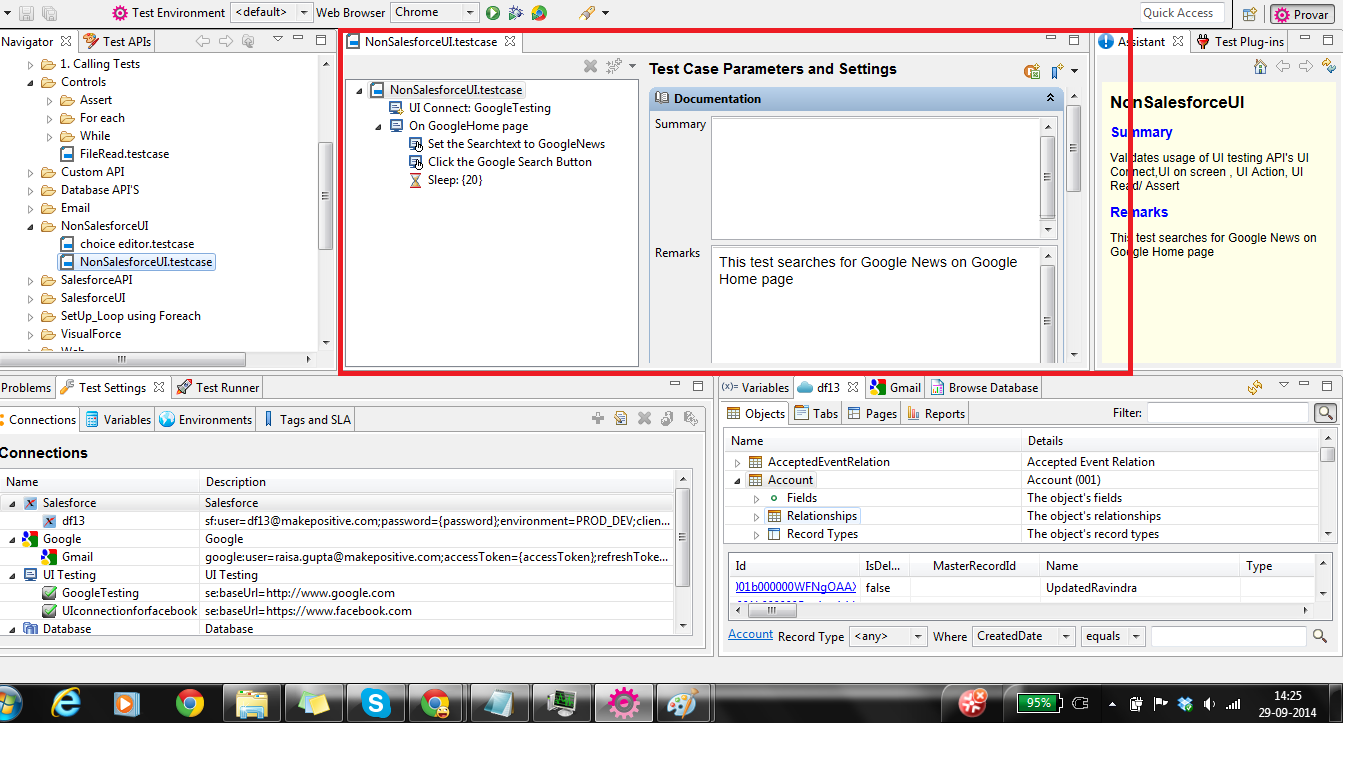 Test Environment <default> Web Browser Chrome Quick Access Provar
Navigator Test APIs
1. Calling Tests
Controls
Assert
For each
While
FileRead.testcase
Custom API
Database API'S
Email
NonSalesforceUI
choice editor.testcase
NonSalesforceUI.testcase
SalesforceAPI
SalesforceUI
SetUp_Loop using Foreach
VisualForce
NonSalesforceUI.testcase
NonSalesforceUI.testcase
UI Connect: GoogleTesting
On GoogleHome page
Set the Searchtext to GoogleNews
Click the Google Search Button
Sleep: {20}
Test Case Parameters and Settings
Documentation
Summary
Remarks
This test searches for Google News on Google
Home page
Assistant Test Plug-ins
NonSalesforceUI
Summary
Validates usage of UI testing API's UI
Connect,UI on screen , UI Action, UI
Read/ Assert
Remarks
This test searches for Google News on
Google Home page
Problems Test Settings Test Runner
Connections Variables Environments Tags and SLA
Connections
Name Description
Salesforce Salesforce
df13 sf:user=df13@makepositive.com;password={password};environment=PROD_DEV;clien...
Google Google
Gmail google:user=raisa.gupta@makepositive.com;accessToken={accessToken};refreshToke...
UI Testing UI Testing
GoogleTesting se:baseUrl=http://www.google.com
UIconnectionforfacebook se:baseUrl=https://www.facebook.com
Database Database
(x)= Variables df13 Gmail Browse Database
Objects Tabs Pages Reports Filter:
Name Details
AcceptedEventRelation Accepted Event Relation
Account Account (001)
Fields The object's fields
Relationships The object's relationships
Record Types The object's record types
Id IsDel... MasterRecordId Name Type
001b000000WFNgOAAX false UpdatedRavindra
Account Record Type <any> Where CreatedDate equals
95% 14:25
29-09-2014